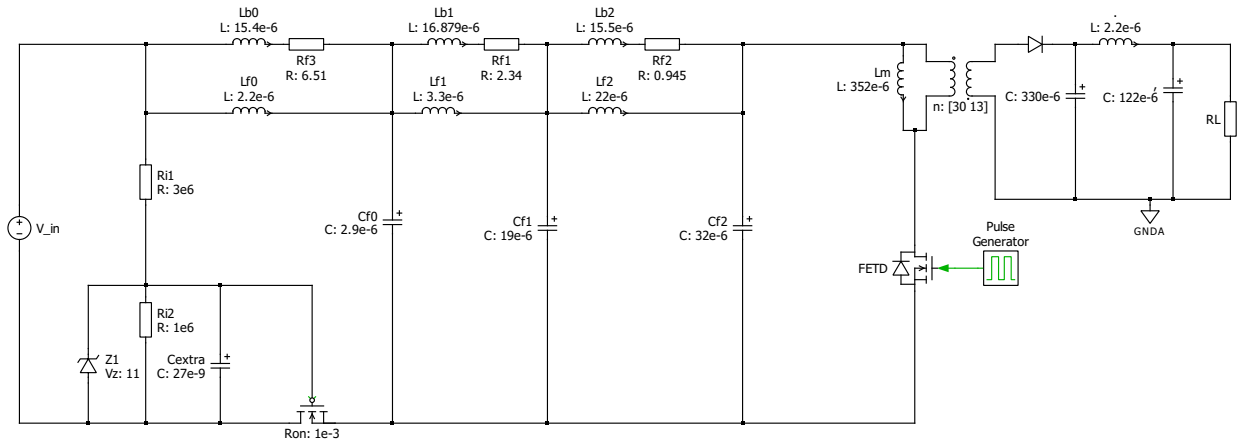 Lb0
L: 15.4e-6
Rf3
R: 6.51
Lb1
L: 16.879e-6
Rf1
R: 2.34
Lb2
L: 15.5e-6
Rf2
R: 0.945
L: 2.2e-6
Lf0
L: 2.2e-6
Lf1
L: 3.3e-6
Lf2
L: 22e-6
Lm
L: 352e-6
n: [30 13]
C: 330e-6
C: 122e-6
RL
Ri1
R: 3e6
V_in
Cf0
C: 2.9e-6
Cf1
C: 19e-6
Cf2
C: 32e-6
GNDA
Pulse
Generator
FETD
Ri2
R: 1e6
Z1
Vz: 11
Cextra
C: 27e-9
Ron: 1e-3